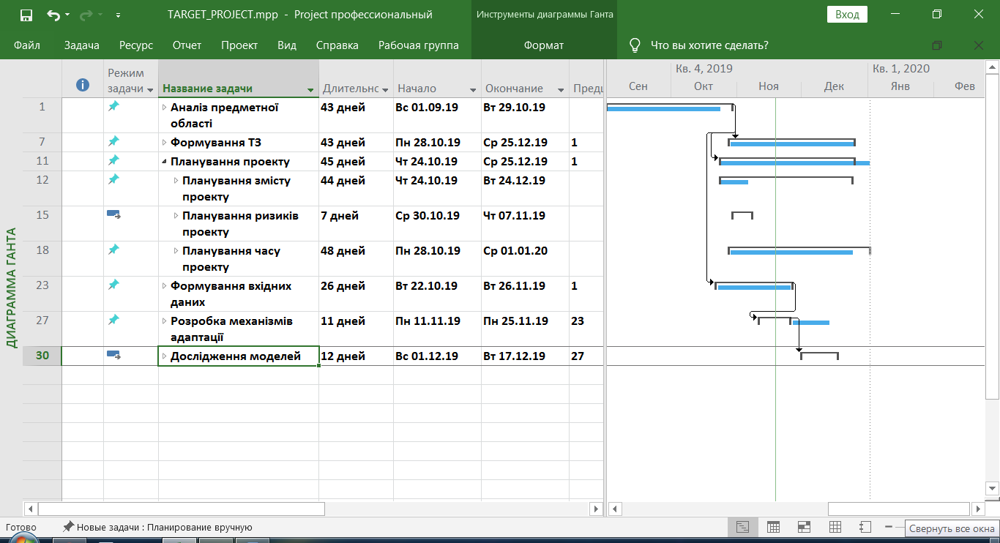 TARGET_PROJECT.mpp - Project профессиональный
Инструменты диаграммы Ганта
Вход
Файл Задача Ресурс Отчет Проект Вид Справка Рабочая группа Формат Что вы хотите сделать?
Режим задачи Название задачи Длительнс Начало Окончание Предц
Кв. 4, 2019 Кв. 1, 2020
Сен Окт Ноя Дек Янв Фев
ДИАГРАММА ГАНТА
1 Аналіз предметної 43 дней Вс 01.09.19 Вт 29.10.19
області
7 Формування ТЗ 43 дней Пн 28.10.19 Ср 25.12.19 1
11 Планування проекту 45 дней Чт 24.10.19 Ср 25.12.19 1
12 Планування змісту 44 дней Чт 24.10.19 Вт 24.12.19
проекту
15 Планування ризиків 7 дней Ср 30.10.19 Чт 07.11.19
проекту
18 Планування часу 48 дней Пн 28.10.19 Ср 01.01.20
проекту
23 Формування вхідних 26 дней Вт 22.10.19 Вт 26.11.19 1
даних
27 Розробка механізмів 11 дней Пн 11.11.19 Пн 25.11.19 23
адаптації
30 Дослідження моделей 12 дней Вс 01.12.19 Вт 17.12.19 27
Готово Новые задачи : Планирование вручную
Свернуть все окна